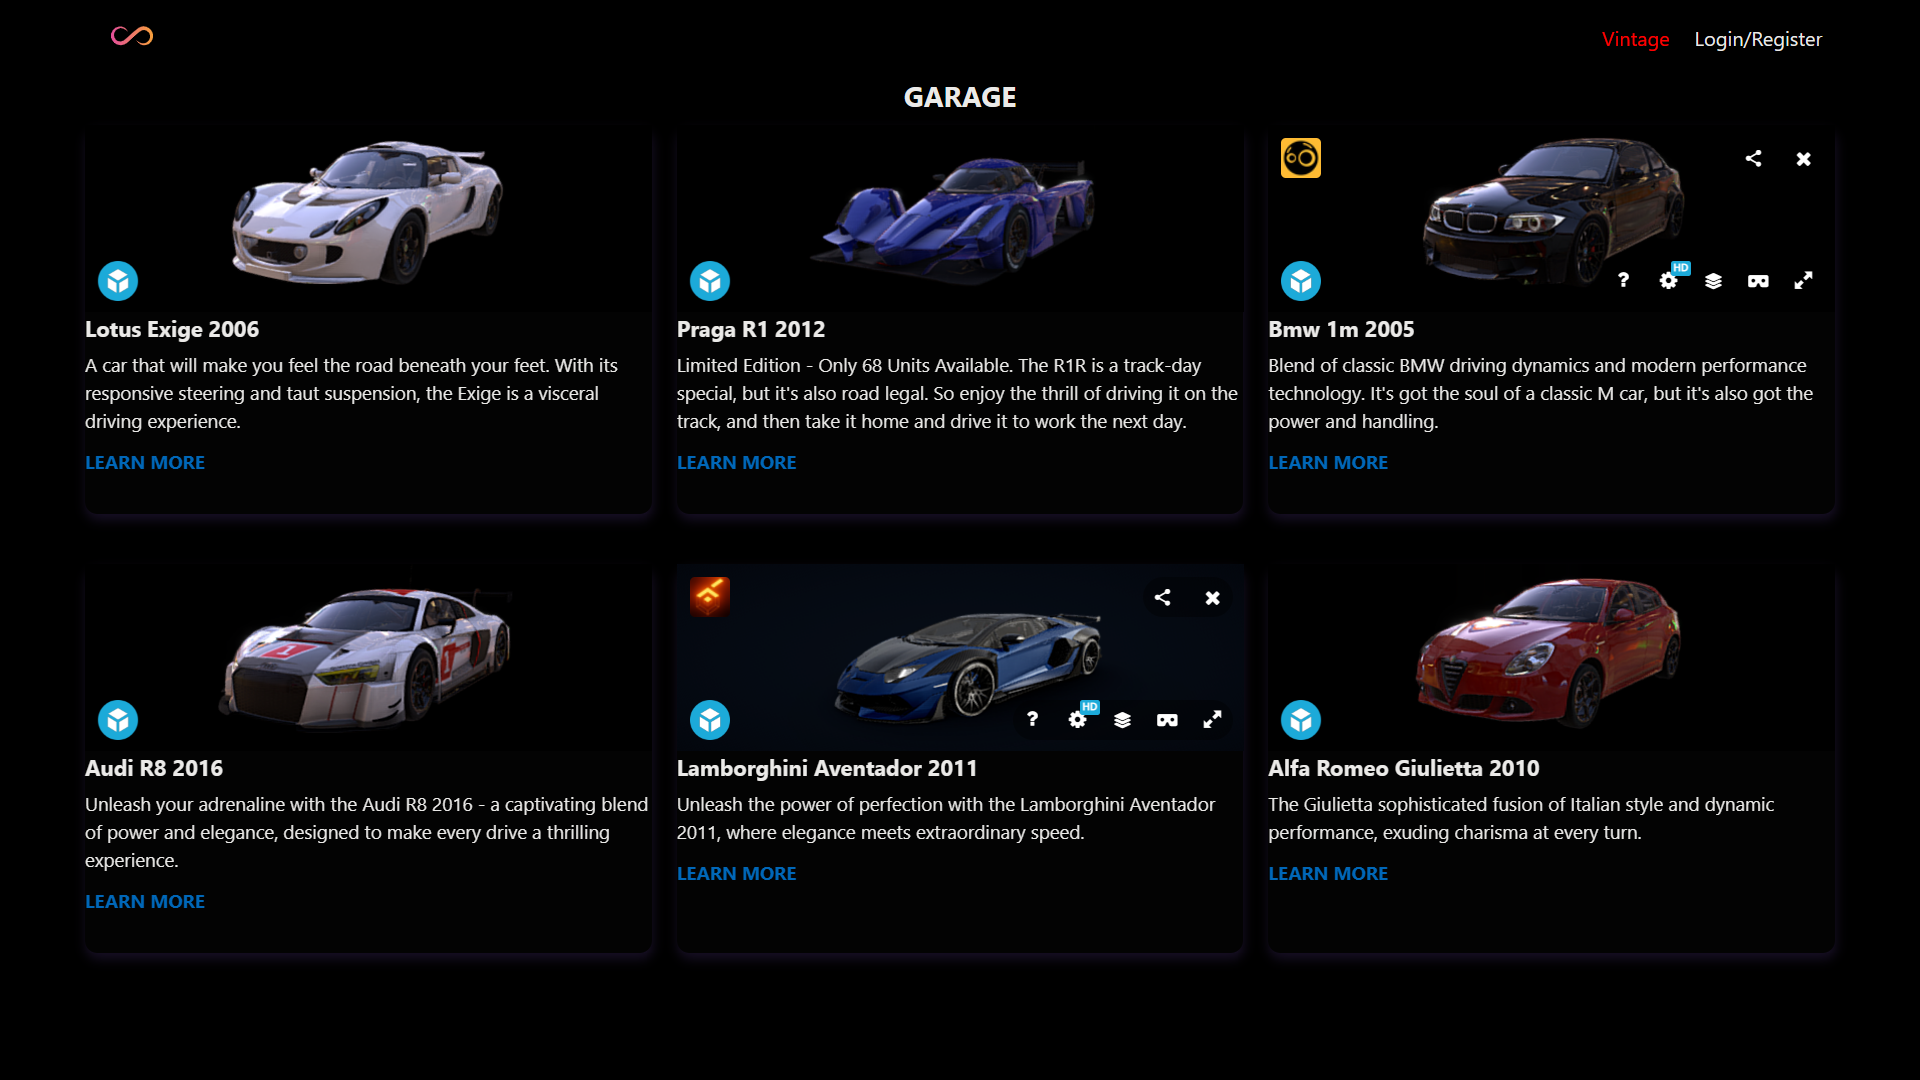 Vintage
Login/Register
GARAGE
Lotus Exige 2006
A car that will make you feel the road beneath your feet. With its
responsive steering and taut suspension, the Exige is a visceral
driving experience.
LEARN MORE
Praga R1 2012
Limited Edition - Only 68 Units Available. The R1R is a track-day
special, but it's also road legal. So enjoy the thrill of driving it on the
track, and then take it home and drive it to work the next day.
LEARN MORE
?
HD
Bmw 1m 2005
Blend of classic BMW driving dynamics and modern performance
technology. It's got the soul of a classic M car, but it's also got the
power and handling.
LEARN MORE
1
1
Audi R8 2016
Unleash your adrenaline with the Audi R8 2016 - a captivating blend
of power and elegance, designed to make every drive a thrilling
experience.
LEARN MORE
?
HD
Lamborghini Aventador 2011
Unleash the power of perfection with the Lamborghini Aventador
2011, where elegance meets extraordinary speed.
LEARN MORE
Alfa Romeo Giulietta 2010
The Giulietta sophisticated fusion of Italian style and dynamic
performance, exuding charisma at every turn.
LEARN MORE